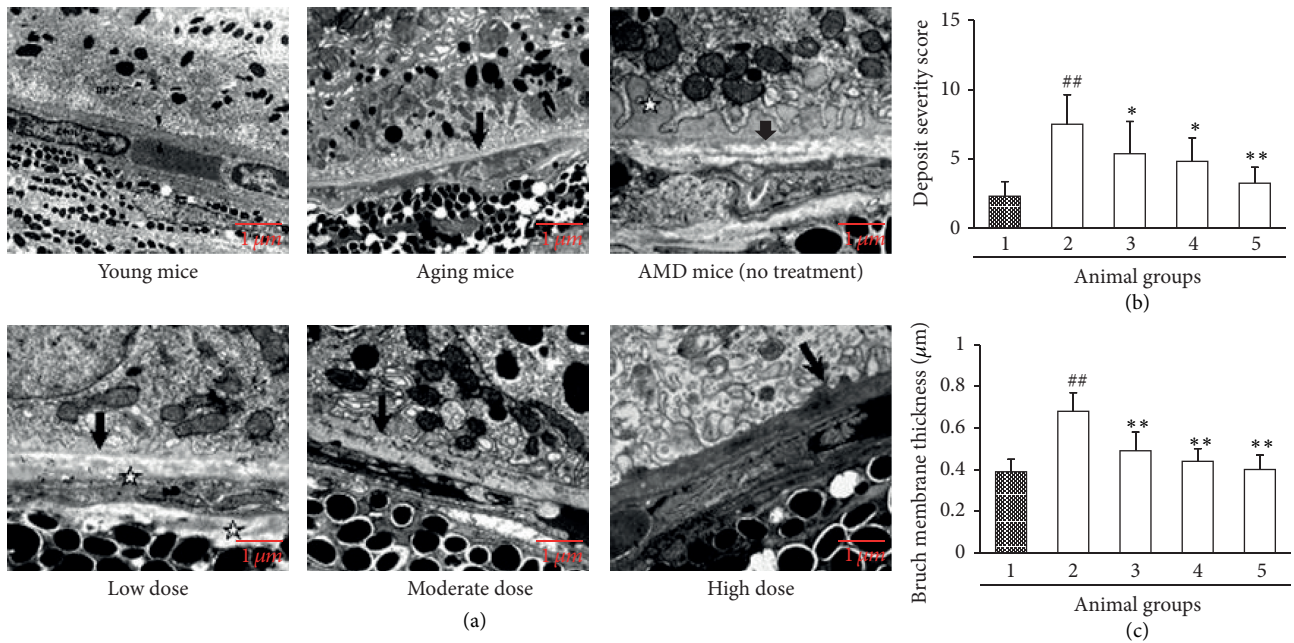 1 μm
1 μm
1 μm
Young mice
Aging mice
AMD mice (no treatment)
1 μm
1 μm
1 μm
Low dose
Moderate dose
High dose
(a)
Deposit severity score
15
10
5
0
##
*
*
**
1 2 3 4 5
Animal groups
(b)
Bruch membrane thickness (μm)
1
0.8
0.6
0.4
0.2
0
##
**
**
**
1 2 3 4 5
Animal groups
(c)